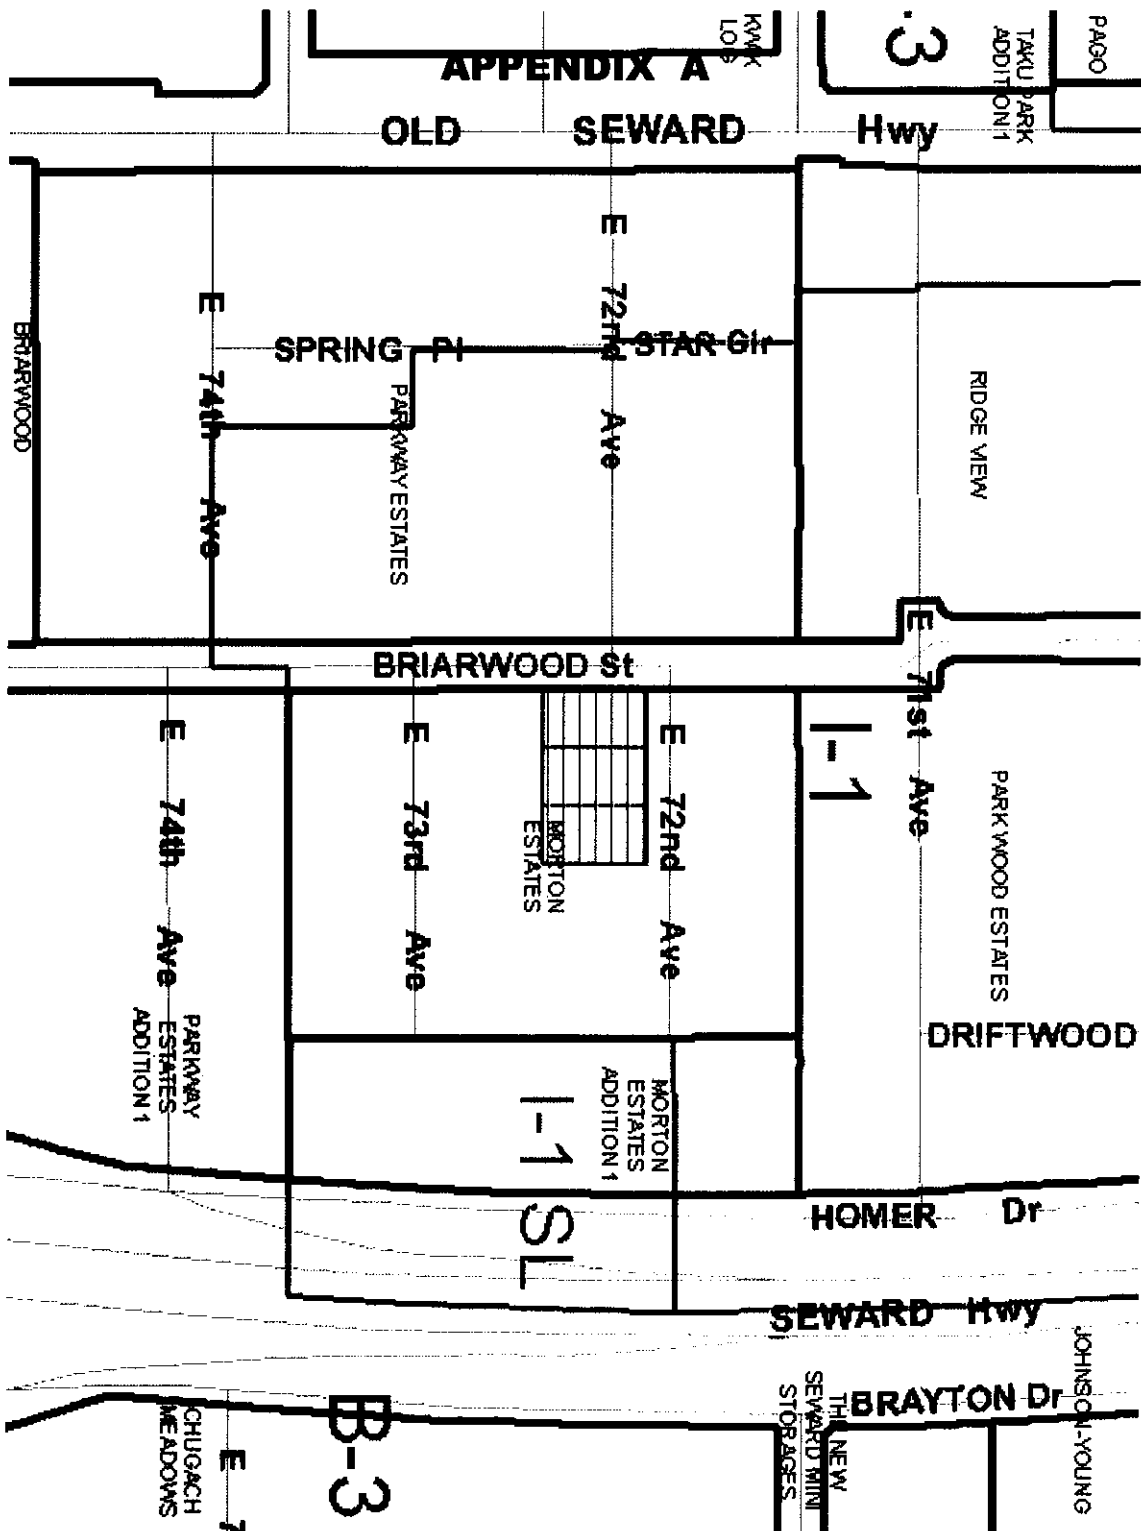 KWIK
LOG
.3
TAKU PARK
ADDITION 1
PAGO
APPENDIX A
OLD SEWARD Hwy
E 72nd Ave
E 74th Ave
SPRING Pl
STAR Cir
BRIARWOOD
PARKWAY ESTATES
RIDGE VIEW
BRIARWOOD St
E 71st Ave
E 74th Ave
E 73rd Ave
E 72nd Ave
I-1
MORTON
ESTATES
PARKWOOD ESTATES
DRIFTWOOD
PARKWAY
ESTATES
ADDITION 1
I-1 SL
MORTON
ESTATES
ADDITION 1
HOMER Dr
SEWARD Hwy
BRAYTON Dr
JOHNSON-YOUNG
THE NEW
SEWARD MINI
STORAGES
B-3
CHUGACH
MEADOWS
E 7